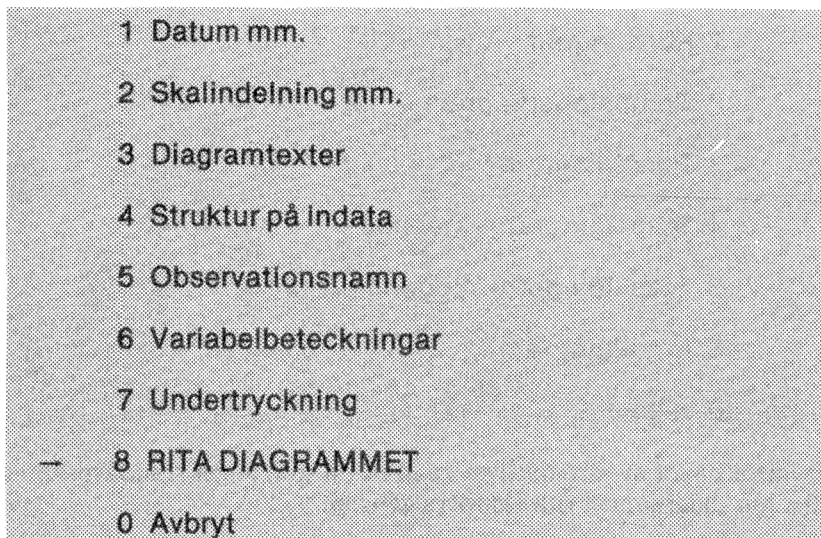 1 Datum mm.
2 Skalindelning mm.
3 Diagramtexter
4 Struktur på indata
5 Observationsnamn
6 Variabelbeteckningar
7 Undertryckning
→ 8 RITA DIAGRAMMET
0 Avbryt